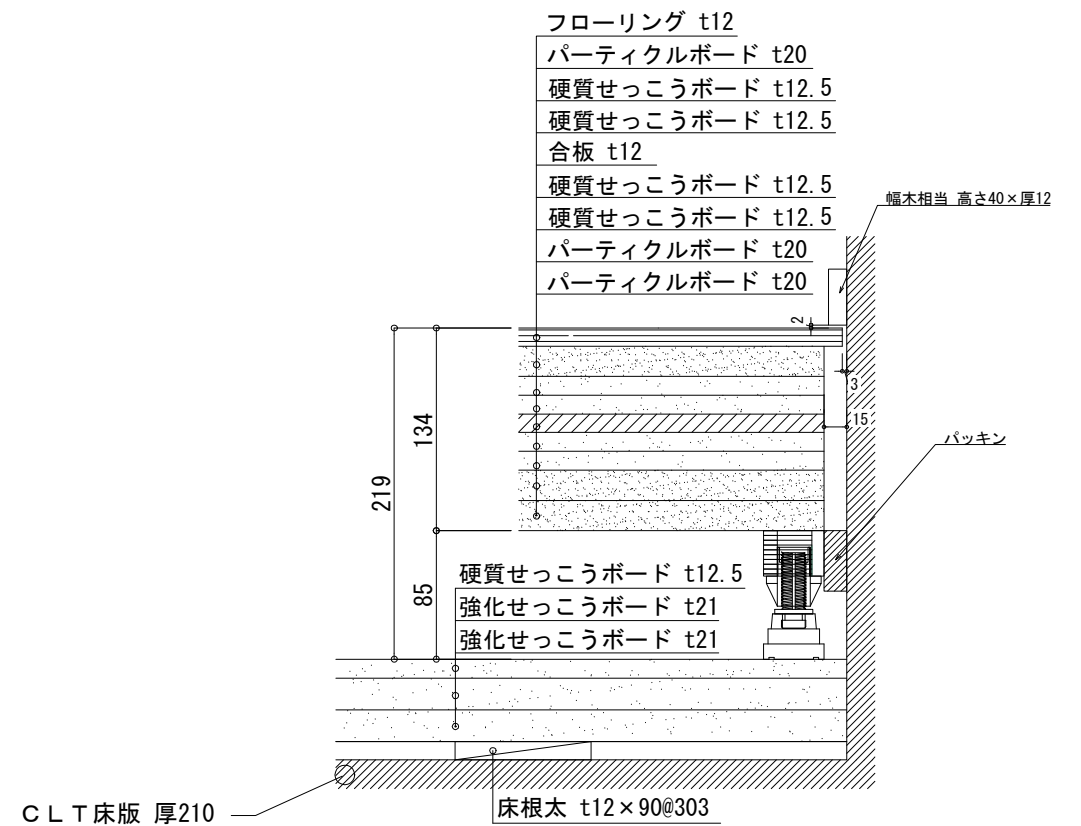 フローリング t12
パーティクルボード t20
硬質せっこうボード t12.5
硬質せっこうボード t12.5
合板 t12
硬質せっこうボード t12.5
硬質せっこうボード t12.5
パーティクルボード t20
パーティクルボード t20
幅木相当 高さ40×厚12
2
3
15
134
219
パッキン
85
硬質せっこうボード t12.5
強化せっこうボード t21
強化せっこうボード t21
CLT床版 厚210
床根太 t12×90@303